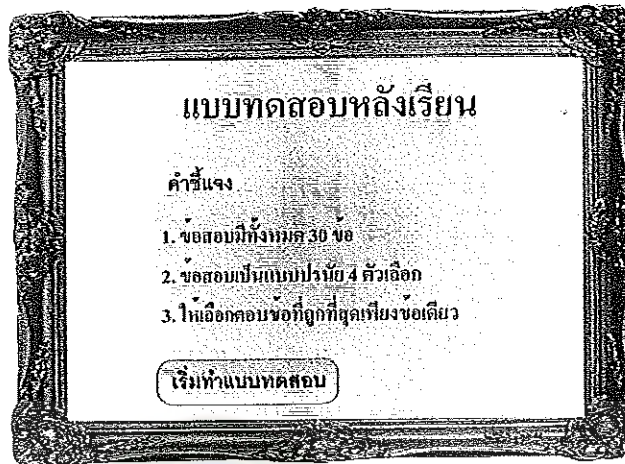 แบบทดสอบหลังเรียน
คำชี้แจง
1. ข้อสอบมีทั้งหมด 30 ข้อ
2. ข้อสอบเป็นแบบปรนัย 4 ตัวเลือก
3. ให้เลือกตอบข้อที่ถูกที่สุดเพียงข้อเดียว
เริ่มทำแบบทดสอบ